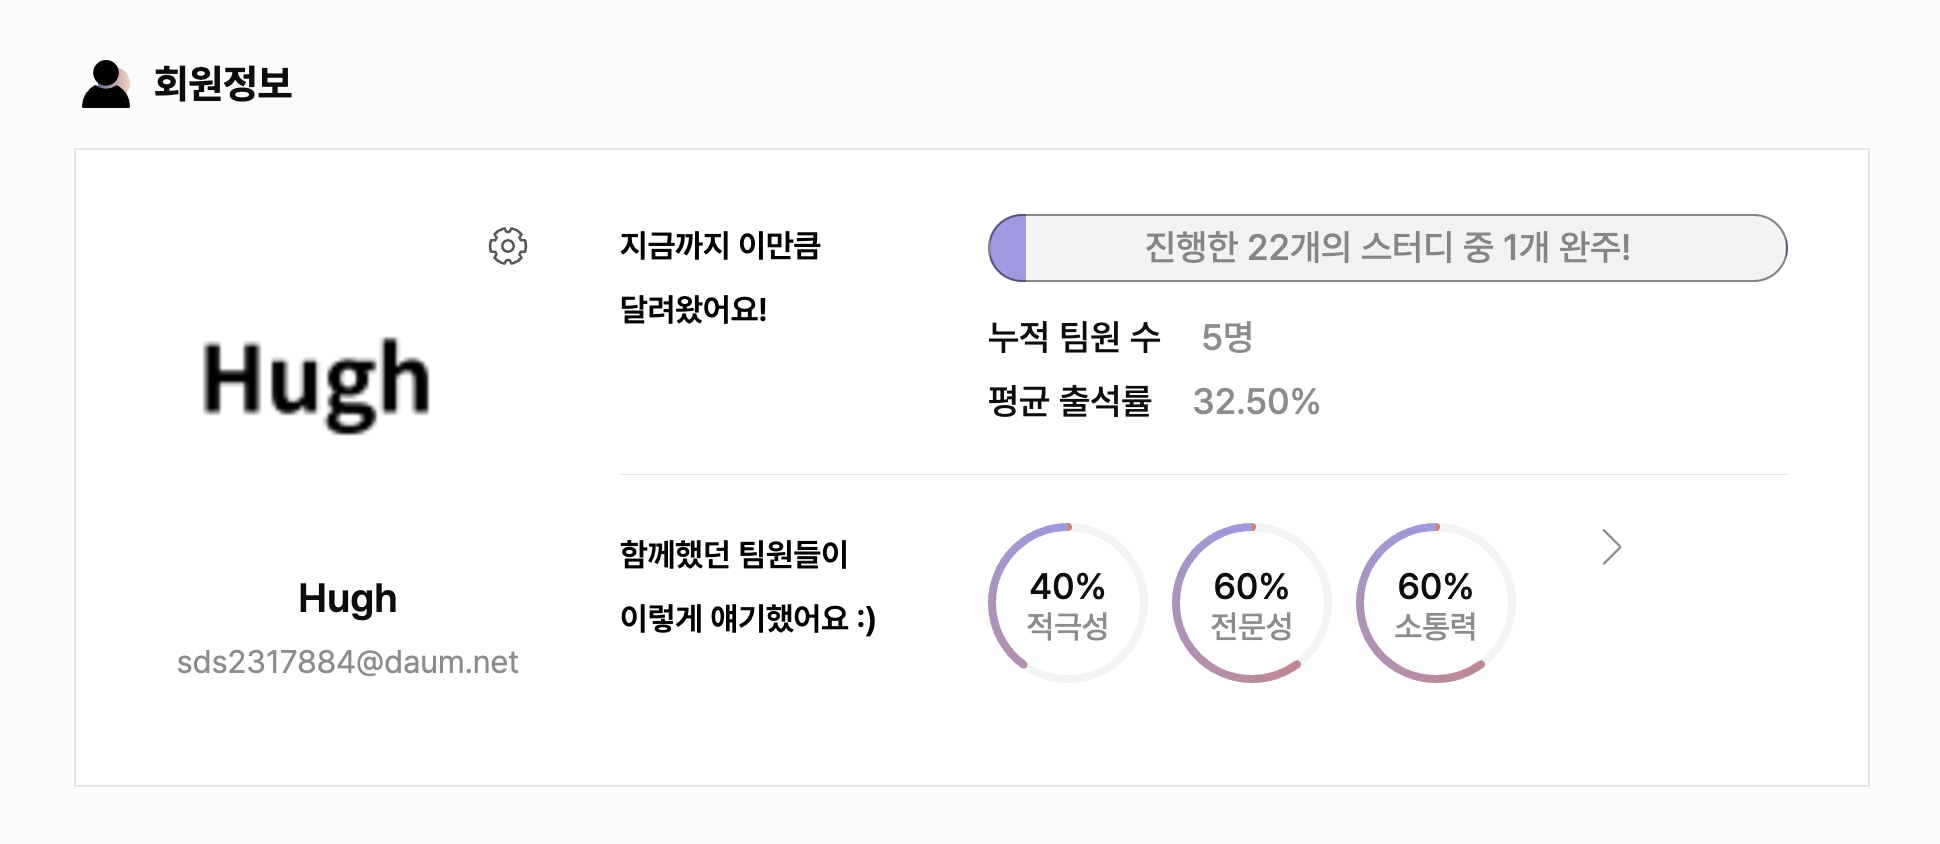 회원정보
Hugh
Hugh
sds2317884@daum.net
지금까지 이만큼
달려왔어요!
진행한 22개의 스터디 중 1개 완주!
누적 팀원 수 5명
평균 출석률 32.50%
함께했던 팀원들이
이렇게 얘기했어요 :)
40%
적극성
60%
전문성
60%
소통력